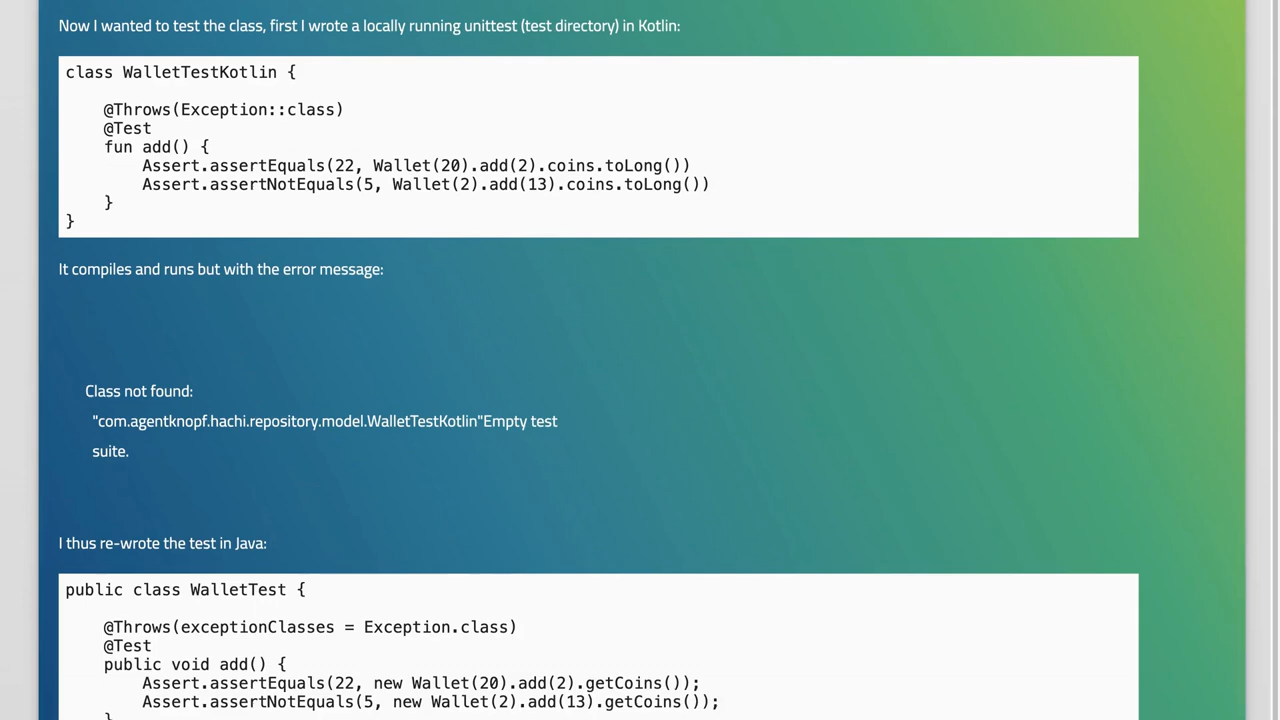 Now I wanted to test the class, first I wrote a locally running unittest (test directory) in Kotlin:
class WalletTestKotlin {
@Throws(Exception::class)
@Test
fun add() {
Assert.assertEquals(22, Wallet(20).add(2).coins.toLong())
Assert.assertNotEquals(5, Wallet(2).add(13).coins.toLong())
}
}
It compiles and runs but with the error message:
Class not found:
"com.agentknopf.hachi.repository.model.WalletTestKotlin"Empty test
suite.
I thus re-wrote the test in Java:
public class WalletTest {
@Throws(exceptionClasses = Exception.class)
@Test
public void add() {
Assert.assertEquals(22, new Wallet(20).add(2).getCoins());
Assert.assertNotEquals(5, new Wallet(2).add(13).getCoins());
}